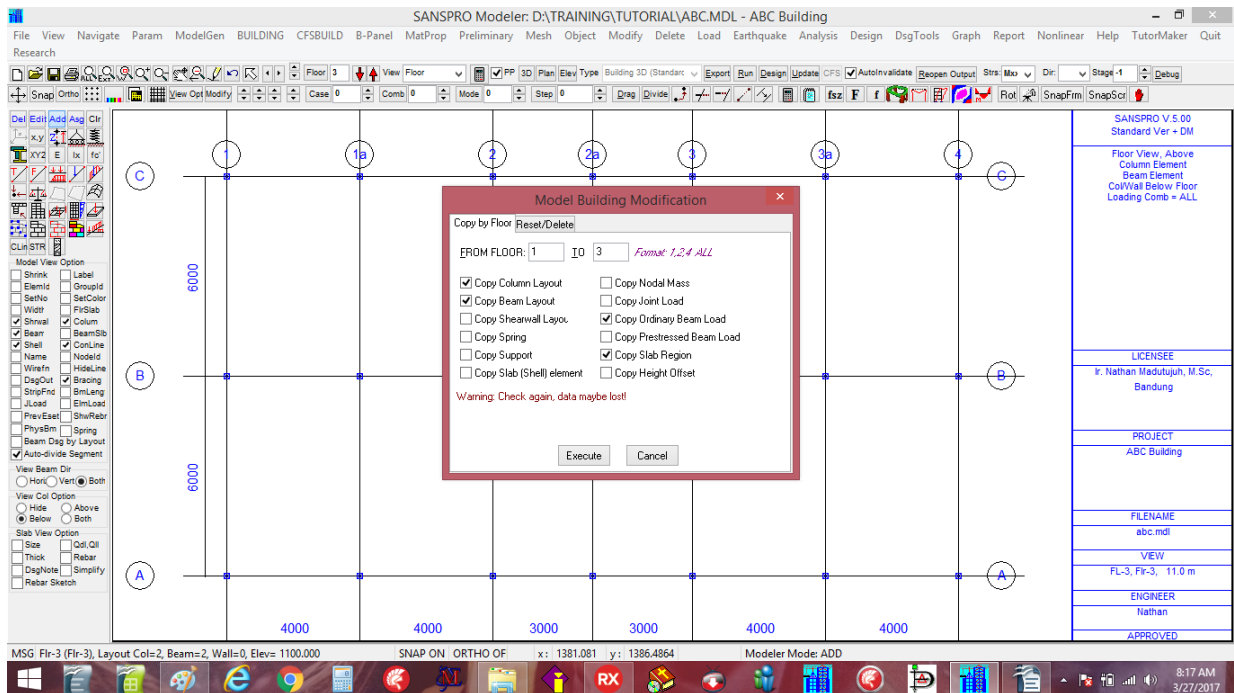 SANSPRO Modeler: D:\TRAINING\TUTORIAL\ABC.MDL - ABC Building
File View Navigate Param ModelGen BUILDING CFSBUILD B-Panel MatProp Preliminary Mesh Object Modify Delete Load Earthquake Analysis Design DsgTools Graph Report Nonlinear Help TutorMaker Quit
Research
Floor 3 View Floor PP 3D Plan Elev Type Building 3D (Standarc Export Run Design Update CFS AutoInvalidate Reopen Output Strs: Mxx Dir: Stage -1 Debug
Snap Ortho View Opt Modify Case 0 Comb 0 Mode 0 Step 0 Drag Divide fsz F f Rot SnapFrm SnapScr
Del Edit Add Asg Clr
x,y Z
XY2 E Ix fc'
CLin STR
Model View Option
Shrink Label
ElemId GroupId
SetNo SetColor
Width FlrSlab
Shrwal Colum
Bearr BeamSlb
Shell ConLine
Name NodeId
Wirefn HideLine
DsgOut Bracing
StripFnd BmLeng
JLoad ElmLoad
PrevEset ShwRebr
PhysBm Spring
Beam Dsg by Layout
Auto-divide Segment
View Beam Dir
Hori Vert Both
View Col Option
Hide Above
Below Both
Slab View Option
Size Qdl,Qll
Thick Rebar
DsgNote Simplify
Rebar Sketch
1 1a 2 2a 3 3a 4
C C
6000
B B
6000
A A
4000 4000 3000 3000 4000 4000
Model Building Modification
Copy by Floor Reset/Delete
FROM FLOOR: 1 TO 3 Format: 1,2,4 ALL
Copy Column Layout Copy Nodal Mass
Copy Beam Layout Copy Joint Load
Copy Shearwall Layou Copy Ordinary Beam Load
Copy Spring Copy Prestressed Beam Load
Copy Support Copy Slab Region
Copy Slab (Shell) element Copy Height Offset
Warning: Check again, data maybe lost!
Execute Cancel
SANSPRO V.5.00
Standard Ver + DM
Floor View, Above
Column Element
Beam Element
Col/Wall Below Floor
Loading Comb = ALL
LICENSEE
Ir. Nathan Madutujuh, M.Sc,
Bandung
PROJECT
ABC Building
FILENAME
abc.mdl
VIEW
FL-3, Flr-3, 11.0 m
ENGINEER
Nathan
APPROVED
MSG Flr-3 (Flr-3), Layout Col=2, Beam=2, Wall=0, Elev= 1100.000 SNAP ON ORTHO OF x: 1381.081 y: 1386.4864 Modeler Mode: ADD
RX
8:17 AM
3/27/2017